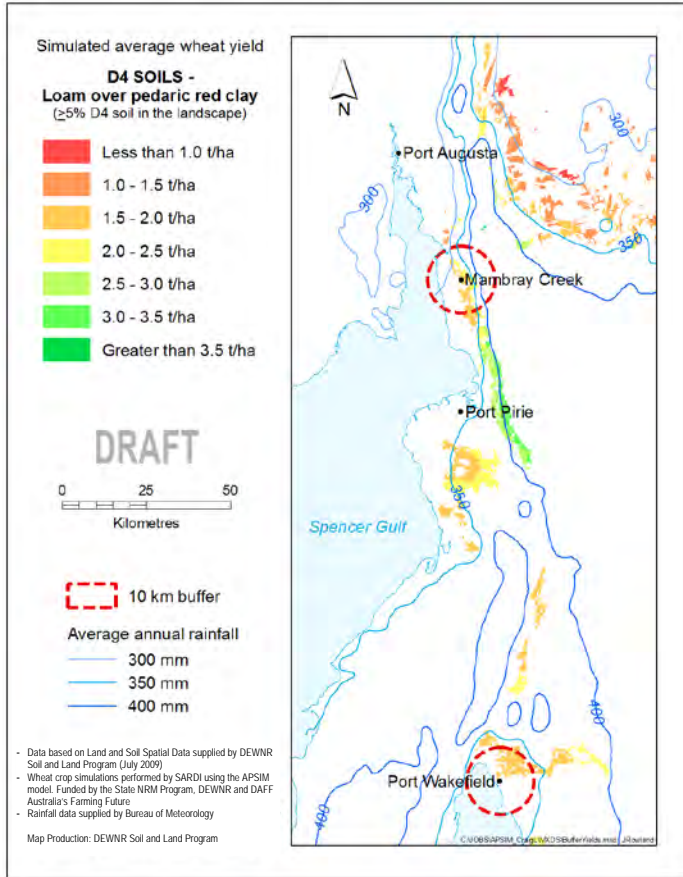 Simulated average wheat yield
D4 SOILS -
Loam over pedaric red clay
(≥5% D4 soil in the landscape)
Less than 1.0 t/ha
1.0 - 1.5 t/ha
1.5 - 2.0 t/ha
2.0 - 2.5 t/ha
2.5 - 3.0 t/ha
3.0 - 3.5 t/ha
Greater than 3.5 t/ha
DRAFT
0 25 50
Kilometres
10 km buffer
Average annual rainfall
300 mm
350 mm
400 mm
- Data based on Land and Soil Spatial Data supplied by DEWNR
Soil and Land Program (July 2009)
- Wheat crop simulations performed by SARDI using the APSIM
model. Funded by the State NRM Program, DEWNR and DAFF
Australia's Farming Future
- Rainfall data supplied by Bureau of Meteorology
Map Production: DEWNR Soil and Land Program
N
300
Port Augusta
300
350
Mambray Creek
400
Port Pirie
350
Spencer Gulf
400
400
Port Wakefield